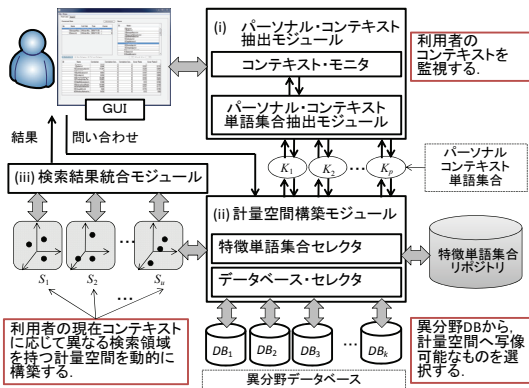 (i) パーソナル・コンテキスト
抽出モジュール
コンテキスト・モニタ
パーソナル・コンテキスト
単語集合抽出モジュール
利用者の
コンテキストを
監視する.
GUI
結果
問い合わせ
K1
K2
…
Kp
パーソナル
コンテキスト
単語集合
(iii) 検索結果統合モジュール
(ii) 計量空間構築モジュール
特徴単語集合セレクタ
データベース・セレクタ
特徴単語集合
リポジトリ
…
S1
S2
Su
…
利用者の現在コンテキスト
に応じて異なる検索領域
を持つ計量空間を動的に
構築する.
DB1
DB2
DB3
…
DBk
異分野データベース
異分野DBから,
計量空間へ写像
可能なものを選
択する.